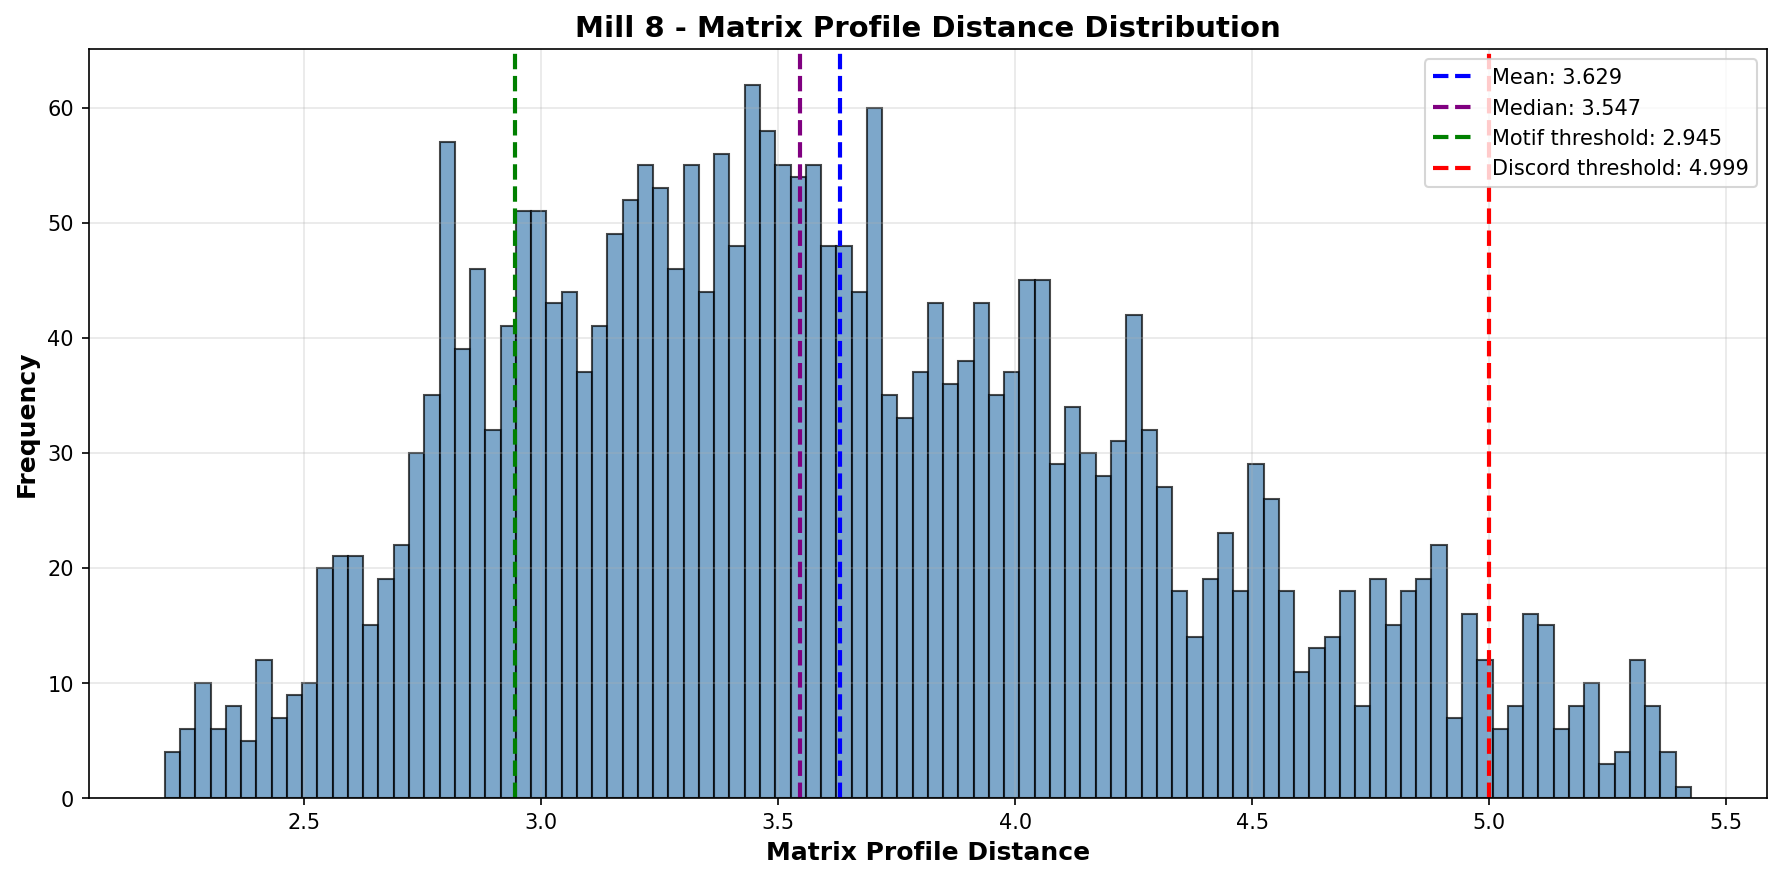 Mill 8 - Matrix Profile Distance Distribution
Mean: 3.629
Median: 3.547
Motif threshold: 2.945
Discord threshold: 4.999
Frequency
60
50
40
30
20
10
0
2.5 3.0 3.5 4.0 4.5 5.0 5.5
Matrix Profile Distance